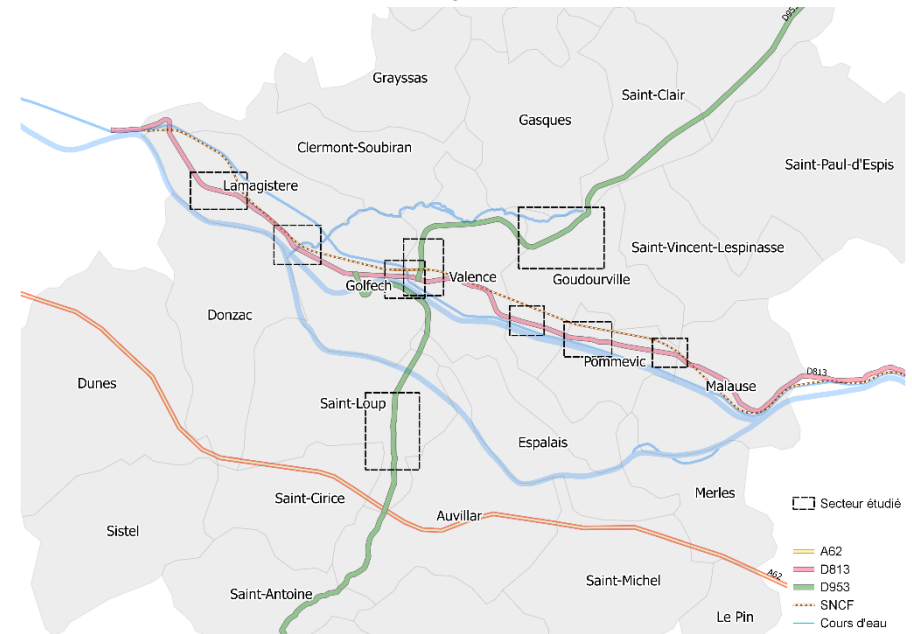 D95
Grayssas
Saint-Clair
Gasques
Clermont-Soubiran
Saint-Paul-d'Espis
Lamagistere
Saint-Vincent-Lespinasse
Valence
Goudourville
Golfech
Donzac
Pommevic
D813
Dunes
Malause
Saint-Loup
Espalais
Merles
Saint-Cirice
Auvillar
Secteur étudié
Sistel
A62
A62
D813
Saint-Michel
D953
Saint-Antoine
SNCF
Le Pin
Cours d'eau